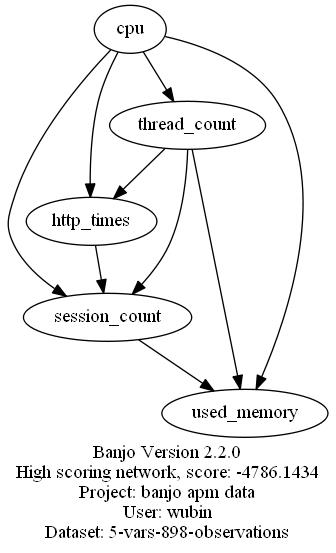 cpu
thread_count
http_times
session_count
used_memory
Banjo Version 2.2.0
High scoring network, score: -4786.1434
Project: banjo apm data
User: wubin
Dataset: 5-vars-898-observations